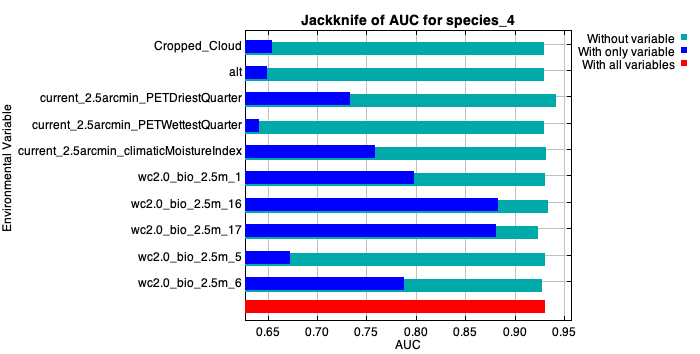 Jackknife of AUC for species_4
Without variable
With only variable
With all variables
Environmental Variable
Cropped_Cloud
alt
current_2.5arcmin_PETDriestQuarter
current_2.5arcmin_PETWettestQuarter
current_2.5arcmin_climaticMoistureIndex
wc2.0_bio_2.5m_1
wc2.0_bio_2.5m_16
wc2.0_bio_2.5m_17
wc2.0_bio_2.5m_5
wc2.0_bio_2.5m_6
0.65 0.70 0.75 0.80 0.85 0.90 0.95
AUC